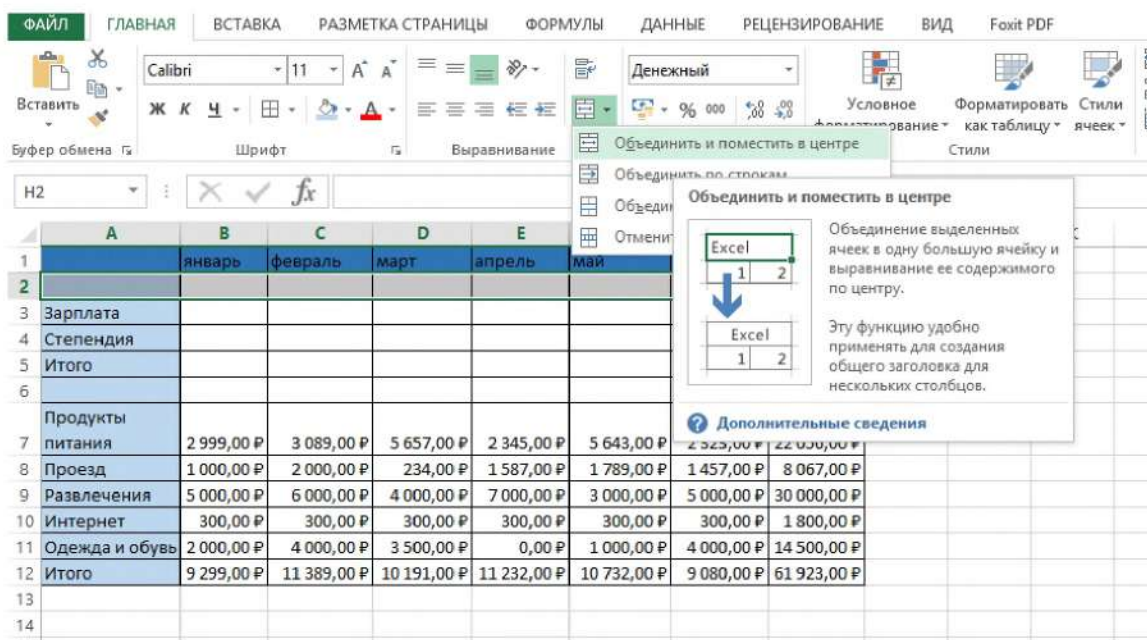 ФАЙЛ ГЛАВНАЯ ВСТАВКА РАЗМЕТКА СТРАНИЦЫ ФОРМУЛЫ ДАННЫЕ РЕЦЕНЗИРОВАНИЕ ВИД Foxit PDF
Вставить
Calibri 11
Ж К Ч
Денежный
% 000
Условное
форматирование
Форматировать
как таблицу
Стили
ячеек
Буфер обмена Шрифт Выравнивание Стили
Объединить и поместить в центре
Объединить по строкам
Отменит
H2 fx
Объединить и поместить в центре
Excel
1 2
Excel
1 2
Объединение выделенных
ячеек в одну большую ячейку и
выравнивание ее содержимого
по центру.
Эту функцию удобно
применять для создания
общего заголовка для
нескольких столбцов.
Дополнительные сведения
A B C D E
1 январь февраль март апрель май
2
3 Зарплата
4 Степендия
5 Итого
6
Продукты
7 питания 2 999,00 ₽ 3 089,00 ₽ 5 657,00 ₽ 2 345,00 ₽ 5 643,00 ₽
8 Проезд 1 000,00 ₽ 2 000,00 ₽ 234,00 ₽ 1 587,00 ₽ 1 789,00 ₽ 1 457,00 ₽ 8 067,00 ₽
9 Развлечения 5 000,00 ₽ 6 000,00 ₽ 4 000,00 ₽ 7 000,00 ₽ 3 000,00 ₽ 5 000,00 ₽ 30 000,00 ₽
10 Интернет 300,00 ₽ 300,00 ₽ 300,00 ₽ 300,00 ₽ 300,00 ₽ 300,00 ₽ 1 800,00 ₽
11 Одежда и обувь 2 000,00 ₽ 4 000,00 ₽ 3 500,00 ₽ 0,00 ₽ 1 000,00 ₽ 4 000,00 ₽ 14 500,00 ₽
12 Итого 9 299,00 ₽ 11 389,00 ₽ 10 191,00 ₽ 11 232,00 ₽ 10 732,00 ₽ 9 080,00 ₽ 61 923,00 ₽
13
14